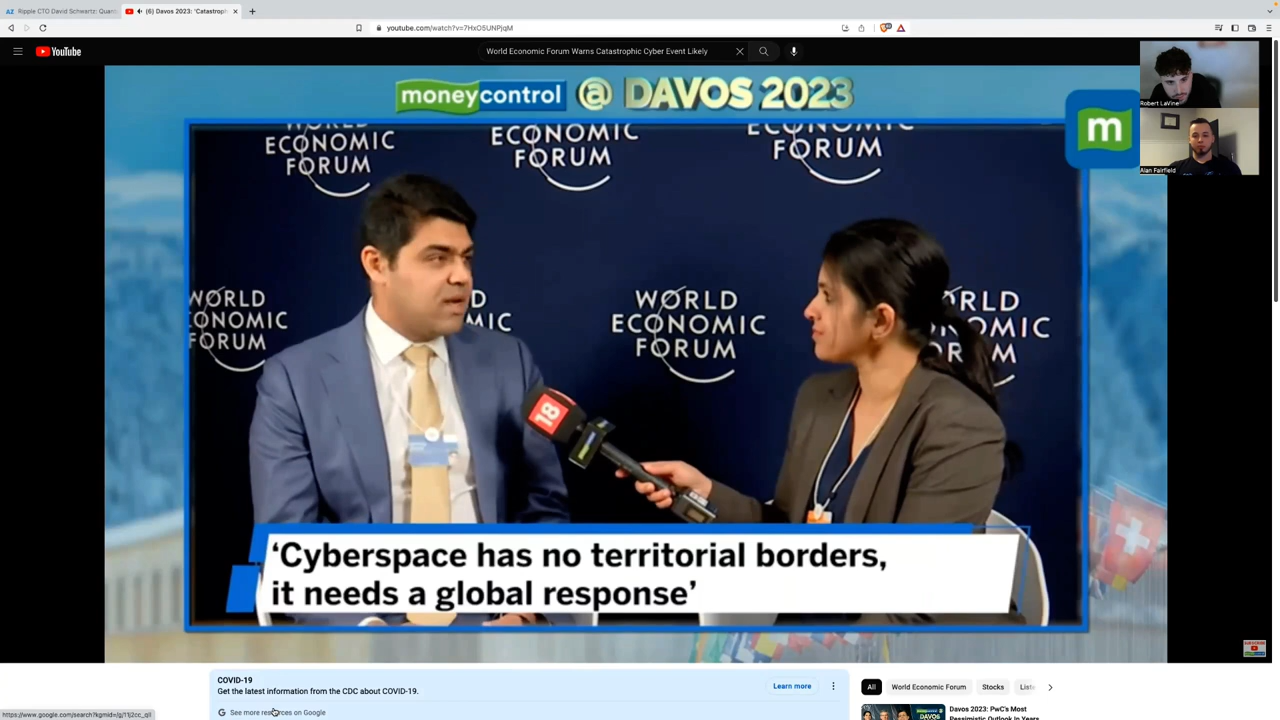 Ripple CTO David Schwartz: Quan
(6) Davos 2023: 'Catastroph
youtube.com/watch?v=7HxO5UNPjqM
YouTube
World Economic Forum Warns Catastrophic Cyber Event Likely
Robert LaVine
Alan Fairfield
moneycontrol @ DAVOS 2023
m
WORLD
ECONOMIC
FORUM
ECONOMIC
FORUM
ECONOMIC
FORUM
WORLD
ECONOMIC
FORUM
WORLD
ECONOMIC
FORUM
18
'Cyberspace has no territorial borders,
it needs a global response'
COVID-19
Get the latest information from the CDC about COVID-19.
Learn more
See more resources on Google
All
World Economic Forum
Stocks
Liste
Davos 2023: PwC's Most
Pessimistic Outlook In Years